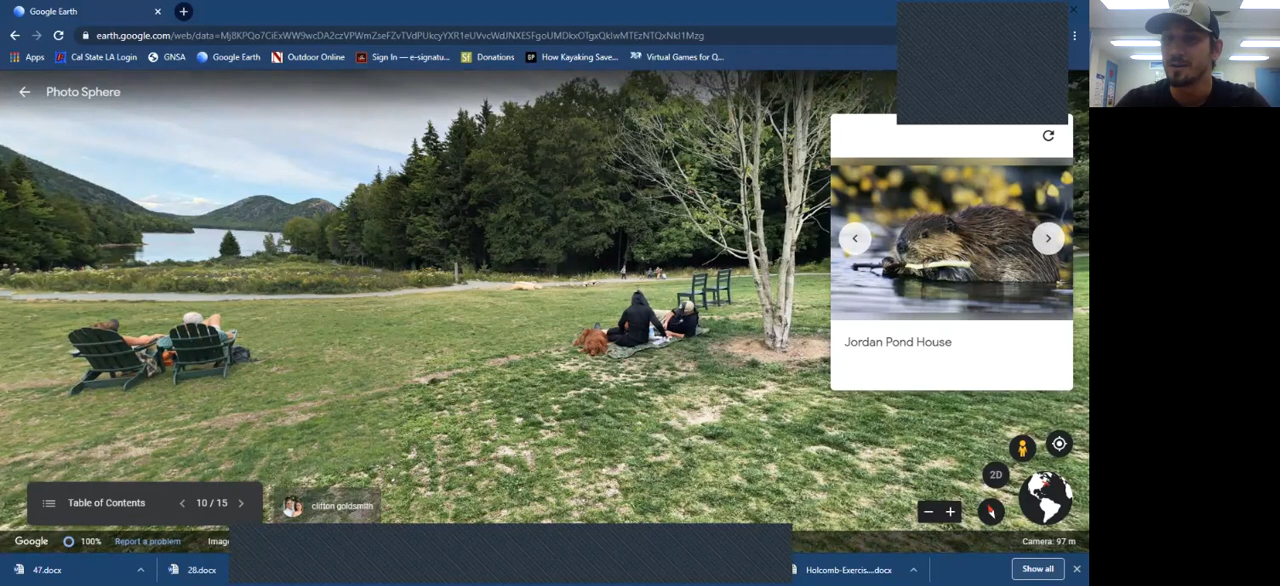 Google Earth
earth.google.com/web/data=Mj8KPQo7CiExWW9wcDA2czVPWmZseFZvTVdPUkcyYXR1eUVvcWdJNXESFgoUMDkxOTgxQkIwMTEzNTQxNkI1Mzg
Apps Cal State LA Login GNSA Google Earth Outdoor Online Sign In — e-signatu... Donations How Kayaking Save... Virtual Games for Q...
Photo Sphere
Jordan Pond House
2D
Table of Contents 10 / 15
clifton goldsmith
Google 100% Report a problem Camera: 97 m
47.docx 28.docx Holcomb-Exercis....docx Show all